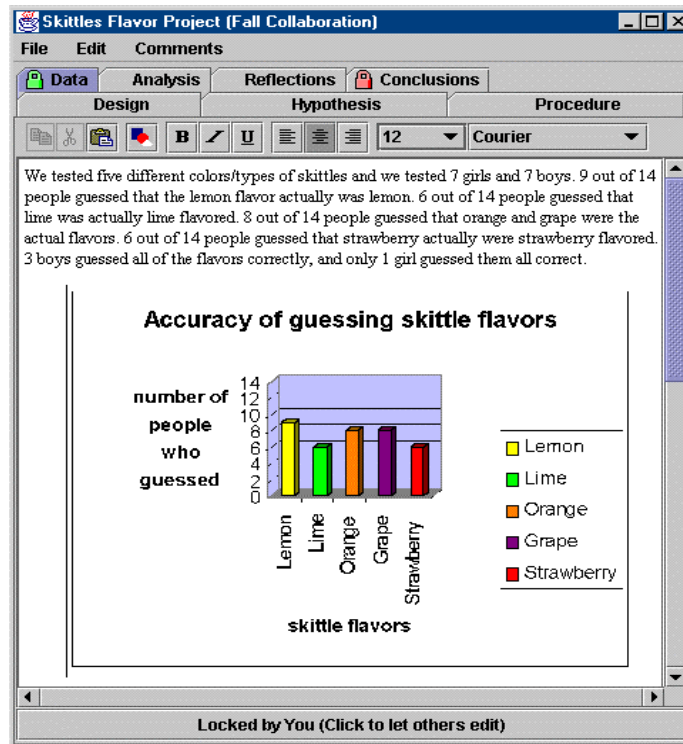 Skittles Flavor Project (Fall Collaboration)
File Edit Comments
Data Analysis Reflections Conclusions
Design Hypothesis Procedure
B I U 12 Courier
We tested five different colors/types of skittles and we tested 7 girls and 7 boys. 9 out of 14
people guessed that the lemon flavor actually was lemon. 6 out of 14 people guessed that
lime was actually lime flavored. 8 out of 14 people guessed that orange and grape were the
actual flavors. 6 out of 14 people guessed that strawberry actually were strawberry flavored.
3 boys guessed all of the flavors correctly, and only 1 girl guessed them all correct.
Accuracy of guessing skittle flavors
number of
people
who
guessed
14
12
10
8
6
4
2
0
Lemon
Lime
Orange
Grape
Strawberry
skittle flavors
Lemon
Lime
Orange
Grape
Strawberry
Locked by You (Click to let others edit)